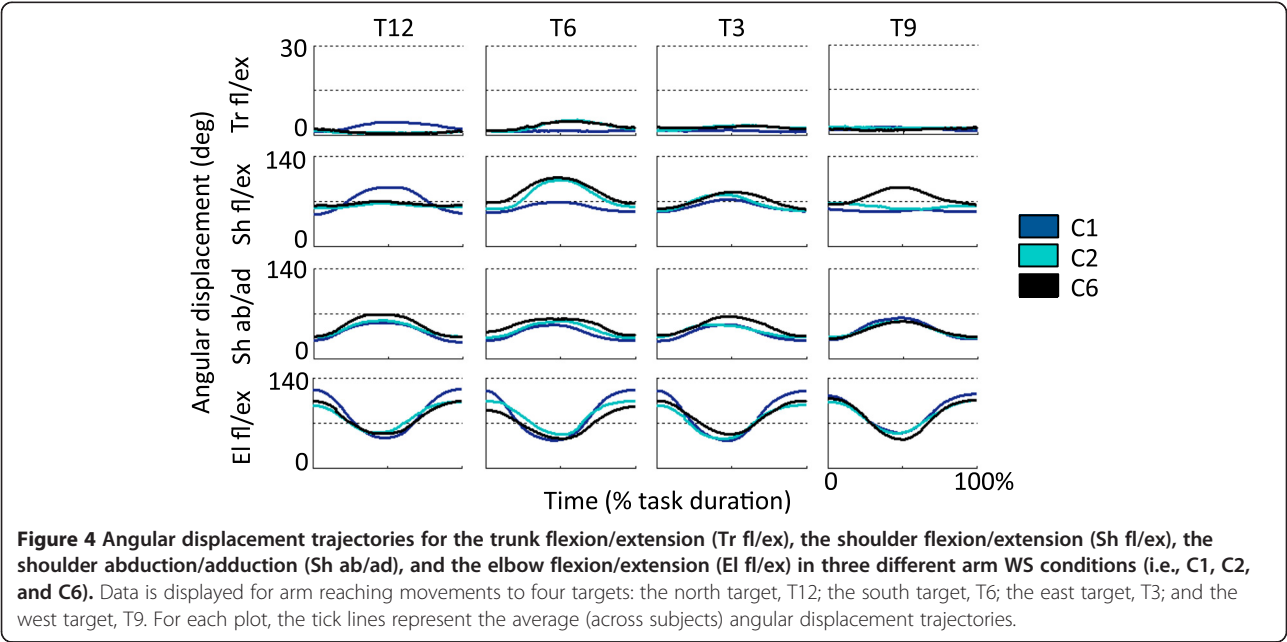 T12 T6 T3 T9
Angular displacement (deg)
Tr fl/ex
30
0
Sh fl/ex
140
0
Sh ab/ad
140
0
El fl/ex
140
0
0 100%
Time (% task duration)
C1
C2
C6
Figure 4 Angular displacement trajectories for the trunk flexion/extension (Tr fl/ex), the shoulder flexion/extension (Sh fl/ex), the
shoulder abduction/adduction (Sh ab/ad), and the elbow flexion/extension (El fl/ex) in three different arm WS conditions (i.e., C1, C2,
and C6). Data is displayed for arm reaching movements to four targets: the north target, T12; the south target, T6; the east target, T3; and the
west target, T9. For each plot, the tick lines represent the average (across subjects) angular displacement trajectories.